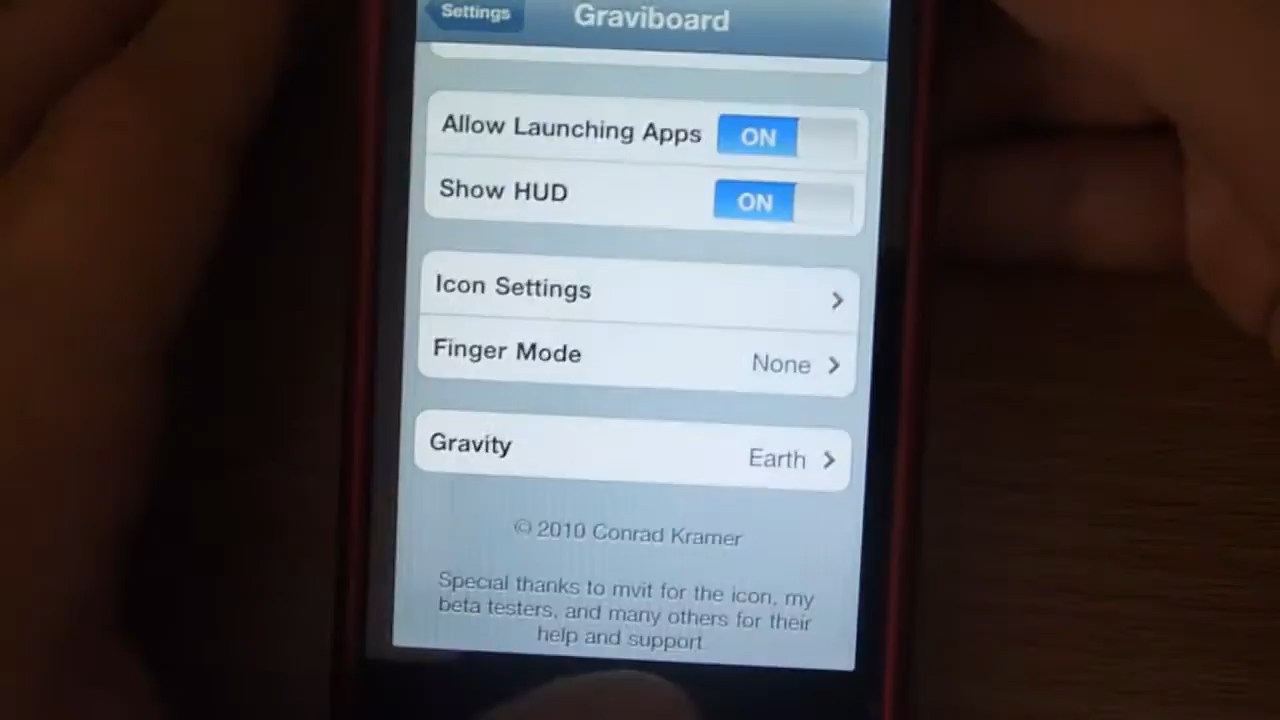 Settings
Graviboard
Allow Launching Apps ON
Show HUD ON
Icon Settings
Finger Mode None
Gravity Earth
© 2010 Conrad Kramer
Special thanks to mvit for the icon, my
beta testers, and many others for their
help and support